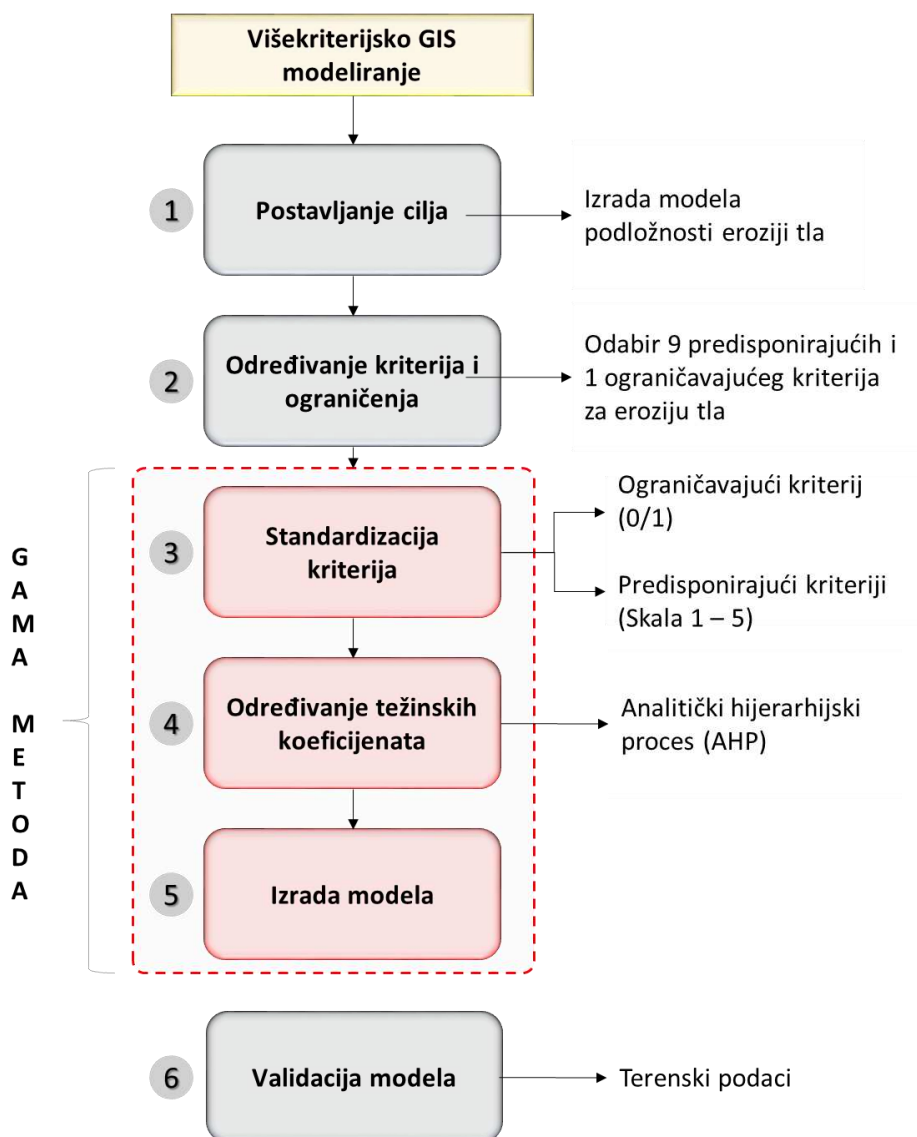 Višekriterijsko GIS
modeliranje
1
Postavljanje cilja
Izrada modela
podložnosti eroziji tla
2
Određivanje kriterija i
ograničenja
Odabir 9 predisponirajućih i
1 ograničavajućeg kriterija
za eroziju tla
GAMA METODA
3
Standardizacija
kriterija
Ograničavajući kriterij
(0/1)
Predisponirajući kriteriji
(Skala 1 – 5)
4
Određivanje težinskih
koeficijenata
Analitički hijerarhijski
proces (AHP)
5
Izrada modela
6
Validacija modela
Terenski podaci